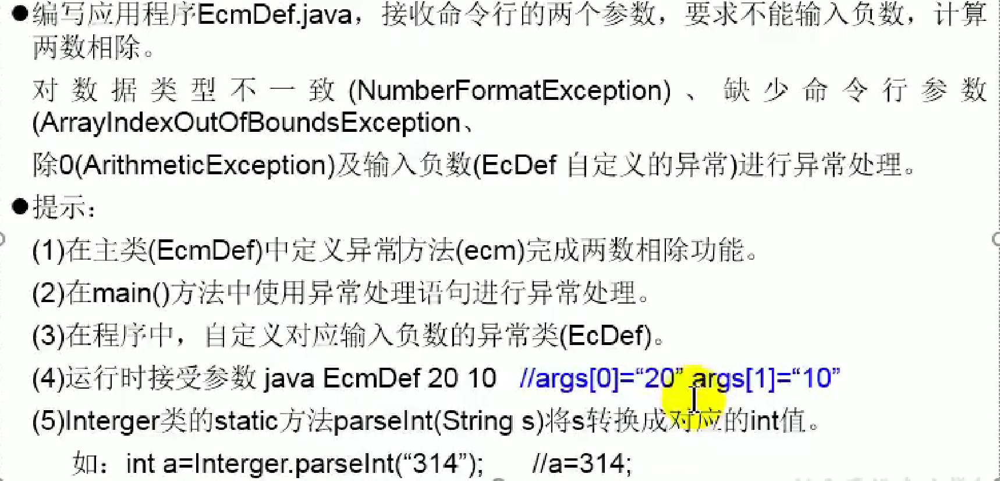 ●编写应用程序EcmDef.java，接收命令行的两个参数，要求不能输入负数，计算
两数相除。
对数据类型不一致(NumberFormatException)、缺少命令行参数
(ArrayIndexOutOfBoundsException、
除0(ArithmeticException)及输入负数(EcDef 自定义的异常)进行异常处理。
●提示：
(1)在主类(EcmDef)中定义异常方法(ecm)完成两数相除功能。
(2)在main()方法中使用异常处理语句进行异常处理。
(3)在程序中，自定义对应输入负数的异常类(EcDef)。
(4)运行时接受参数 java EcmDef 20 10 //args[0]=“20” args[1]=“10”
(5)Interger类的static方法parseInt(String s)将s转换成对应的int值。
如：int a=Interger.parseInt(“314”); //a=314;